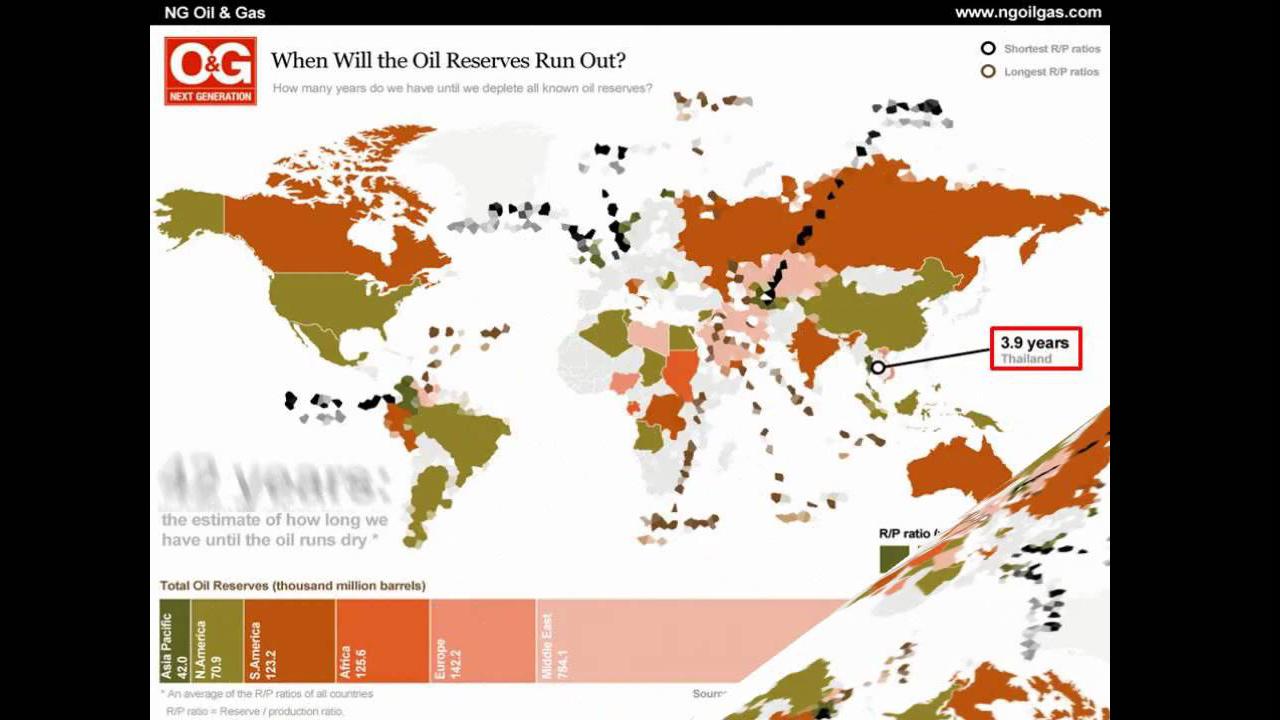 NG Oil & Gas
www.ngoilgas.com
O&G
NEXT GENERATION
When Will the Oil Reserves Run Out?
How many years do we have until we deplete all known oil reserves?
Shortest R/P ratios
Longest R/P ratios
3.9 years
Thailand
42 years:
the estimate of how long we
have until the oil runs dry *
R/P ratio
Total Oil Reserves (thousand million barrels)
Asia Pacific
42.0
N.America
70.9
S.America
123.2
Africa
125.6
Europe
142.2
Middle East
784.1
* An average of the R/P ratios of all countries
R/P ratio = Reserve / production ratio.